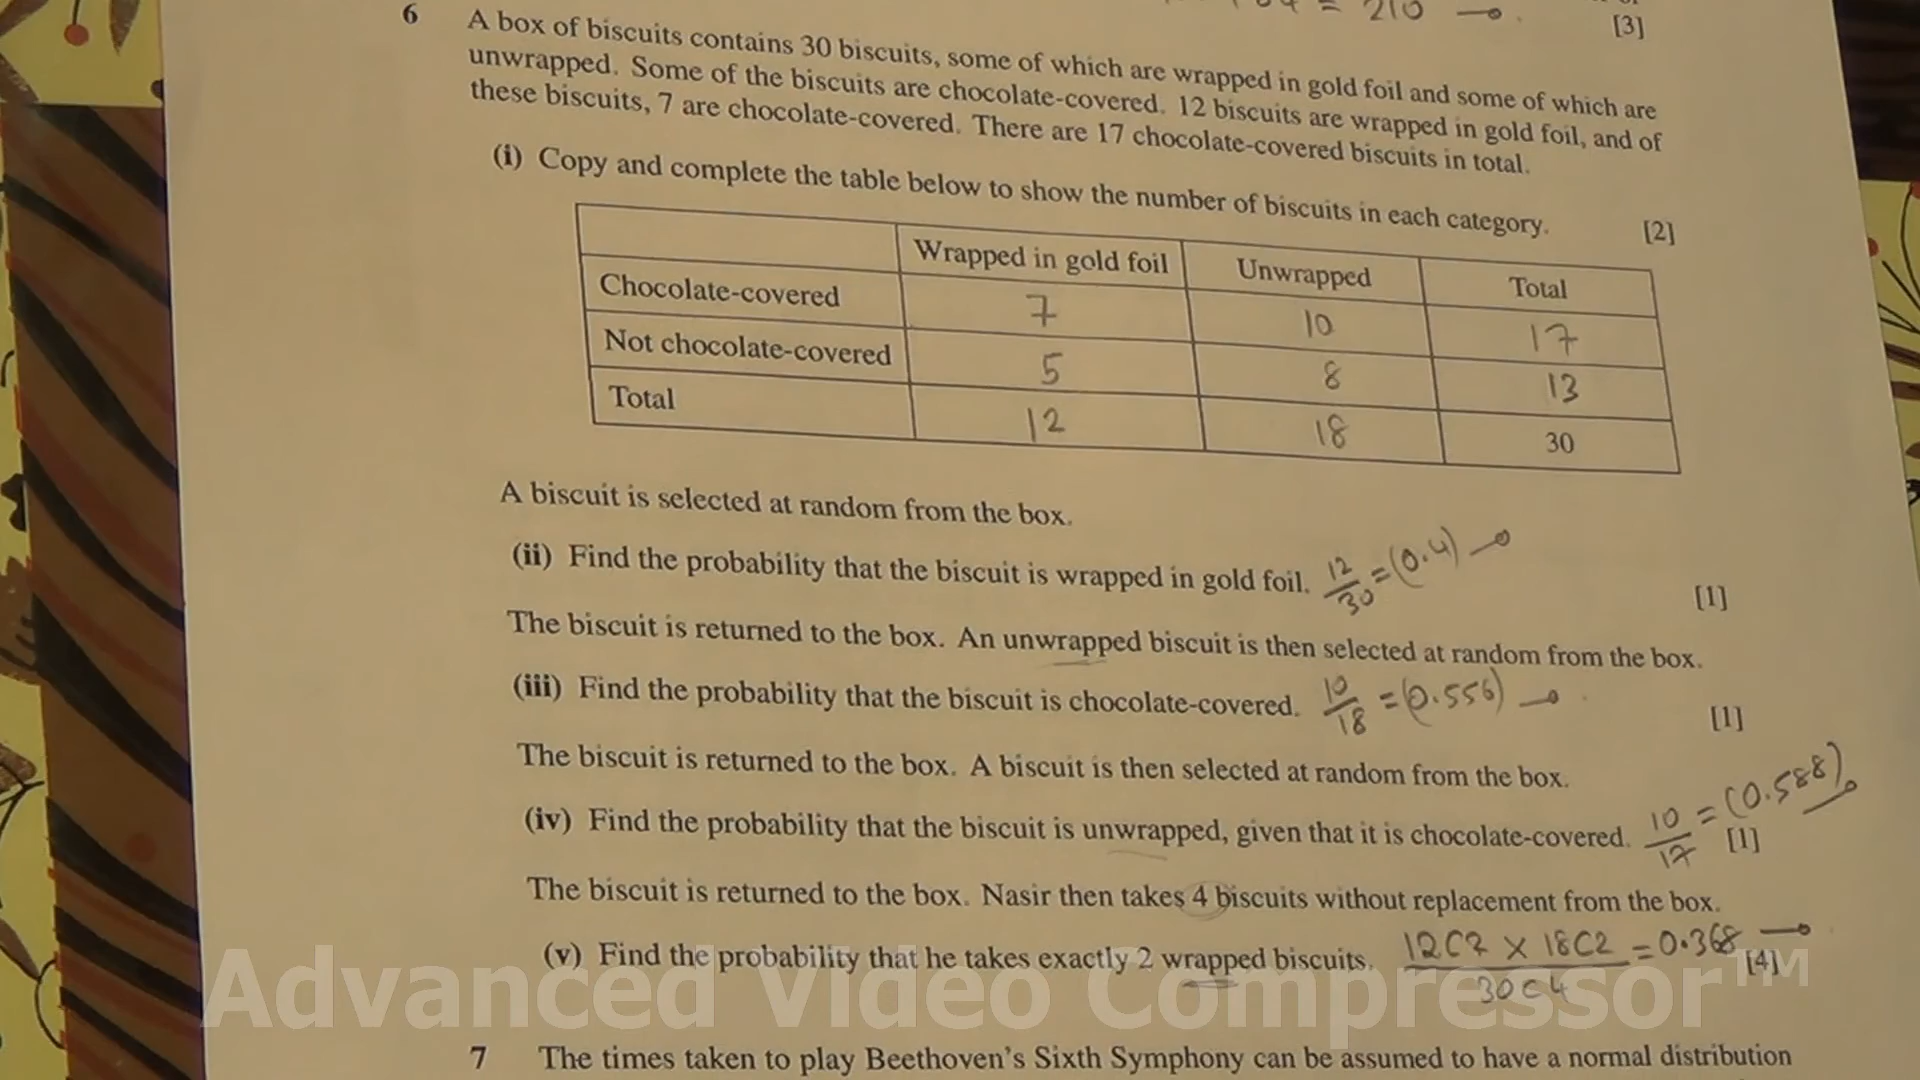 = 210
[3]
6 A box of biscuits contains 30 biscuits, some of which are wrapped in gold foil and some of which are
unwrapped. Some of the biscuits are chocolate-covered. 12 biscuits are wrapped in gold foil, and of
these biscuits, 7 are chocolate-covered. There are 17 chocolate-covered biscuits in total.
(i) Copy and complete the table below to show the number of biscuits in each category. [2]
Wrapped in gold foil Unwrapped Total
Chocolate-covered 7 10 17
Not chocolate-covered 5 8 13
Total 12 18 30
A biscuit is selected at random from the box.
(ii) Find the probability that the biscuit is wrapped in gold foil. 12/30 = (0.4) [1]
The biscuit is returned to the box. An unwrapped biscuit is then selected at random from the box.
(iii) Find the probability that the biscuit is chocolate-covered. 10/18 = (0.556) [1]
The biscuit is returned to the box. A biscuit is then selected at random from the box.
(iv) Find the probability that the biscuit is unwrapped, given that it is chocolate-covered. 10/17 = (0.588) [1]
The biscuit is returned to the box. Nasir then takes 4 biscuits without replacement from the box.
(v) Find the probability that he takes exactly 2 wrapped biscuits. 12C2 × 18C2 / 30C4 = 0.368 [4]
Advanced Video Compressor™
7 The times taken to play Beethoven's Sixth Symphony can be assumed to have a normal distribution